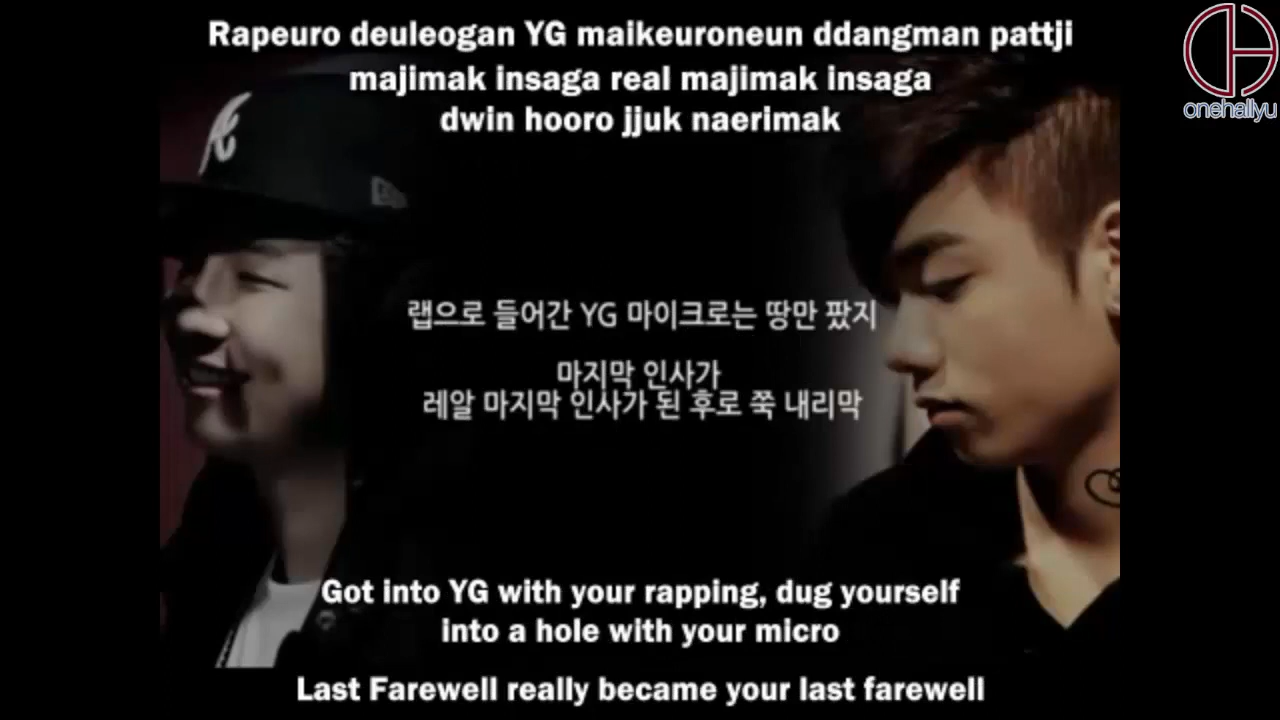 Rapeuro deuleogan YG maikeuroneun ddangman pattji
majimak insaga real majimak insaga
dwin hooro jjuk naerimak
onehallyu
랩으로 들어간 YG 마이크로는 땅만 팠지
마지막 인사가
레알 마지막 인사가 된 후로 쭉 내리막
Got into YG with your rapping, dug yourself
into a hole with your micro
Last Farewell really became your last farewell